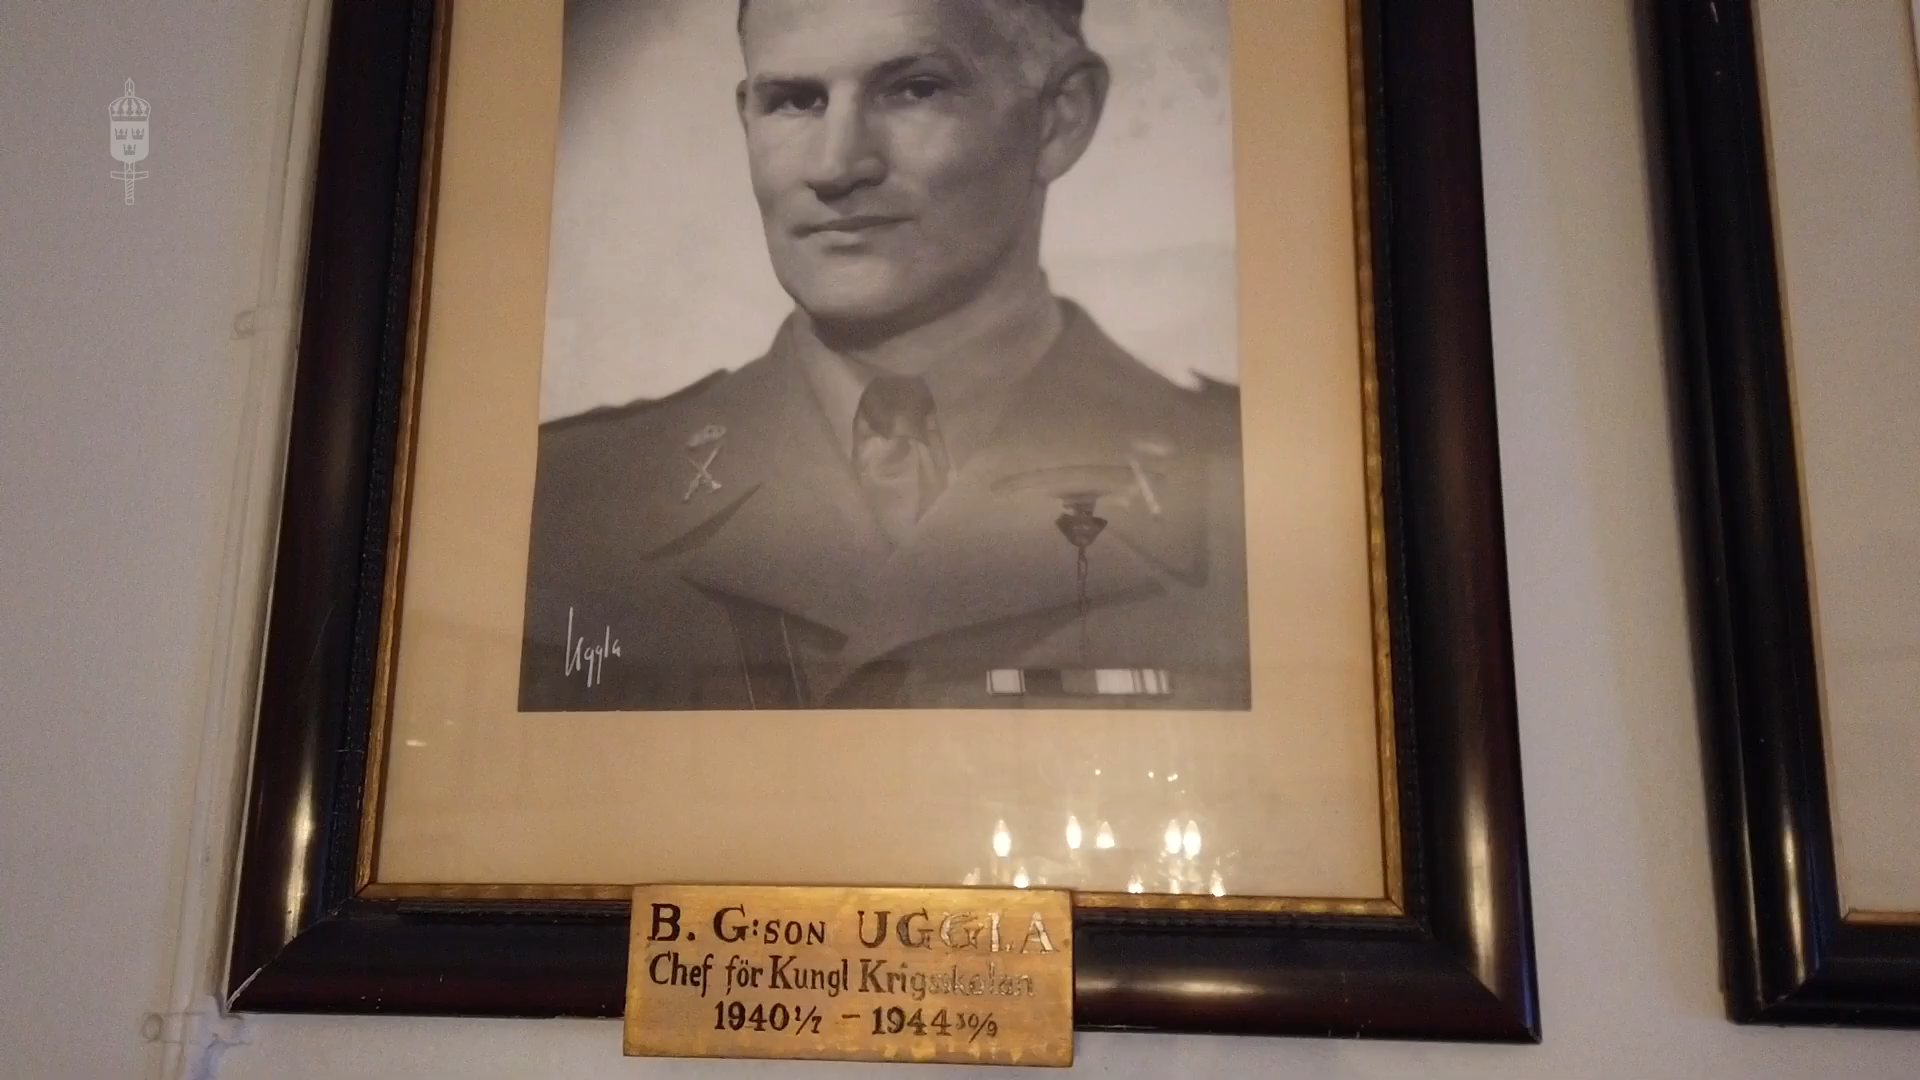 Uggla
B. G:SON UGGLA
Chef för Kungl Krigsskolan
1940 1/7 – 1944 30/9